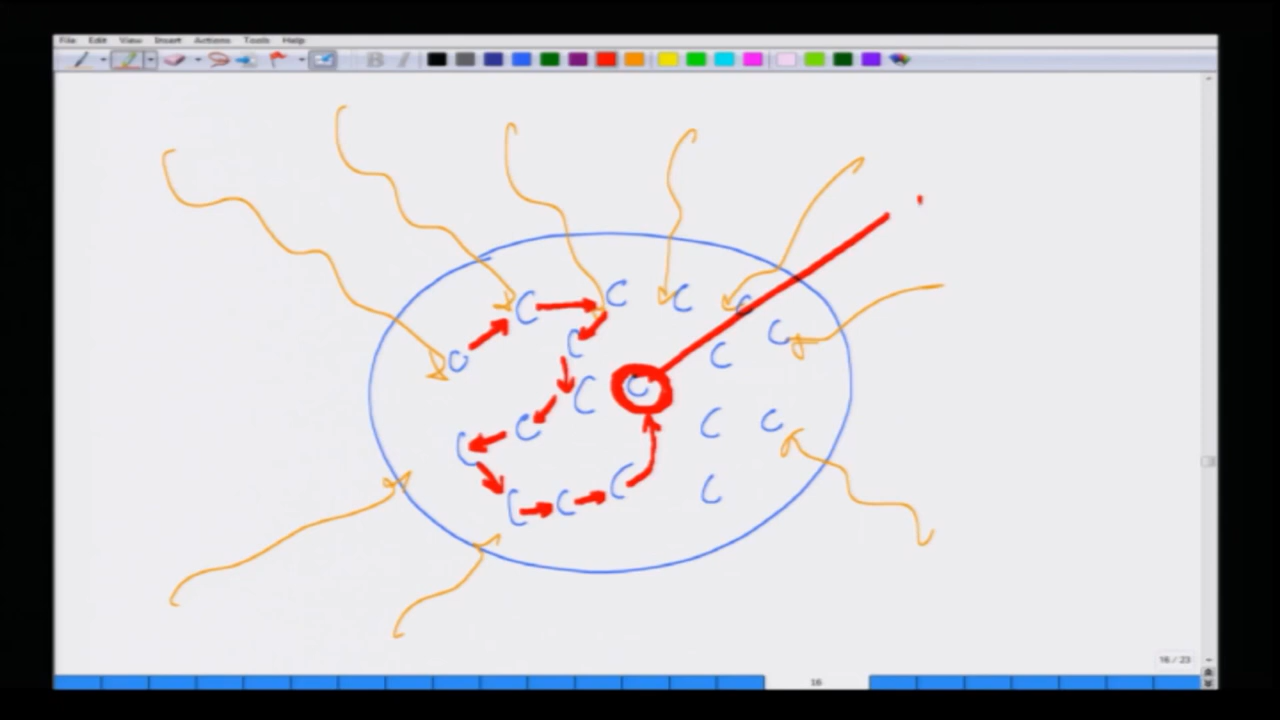 File Edit View Insert Actions Tools Help
B I
C C C C
C C
O C C
C C
C C C
C
C C C C
16 / 23
16